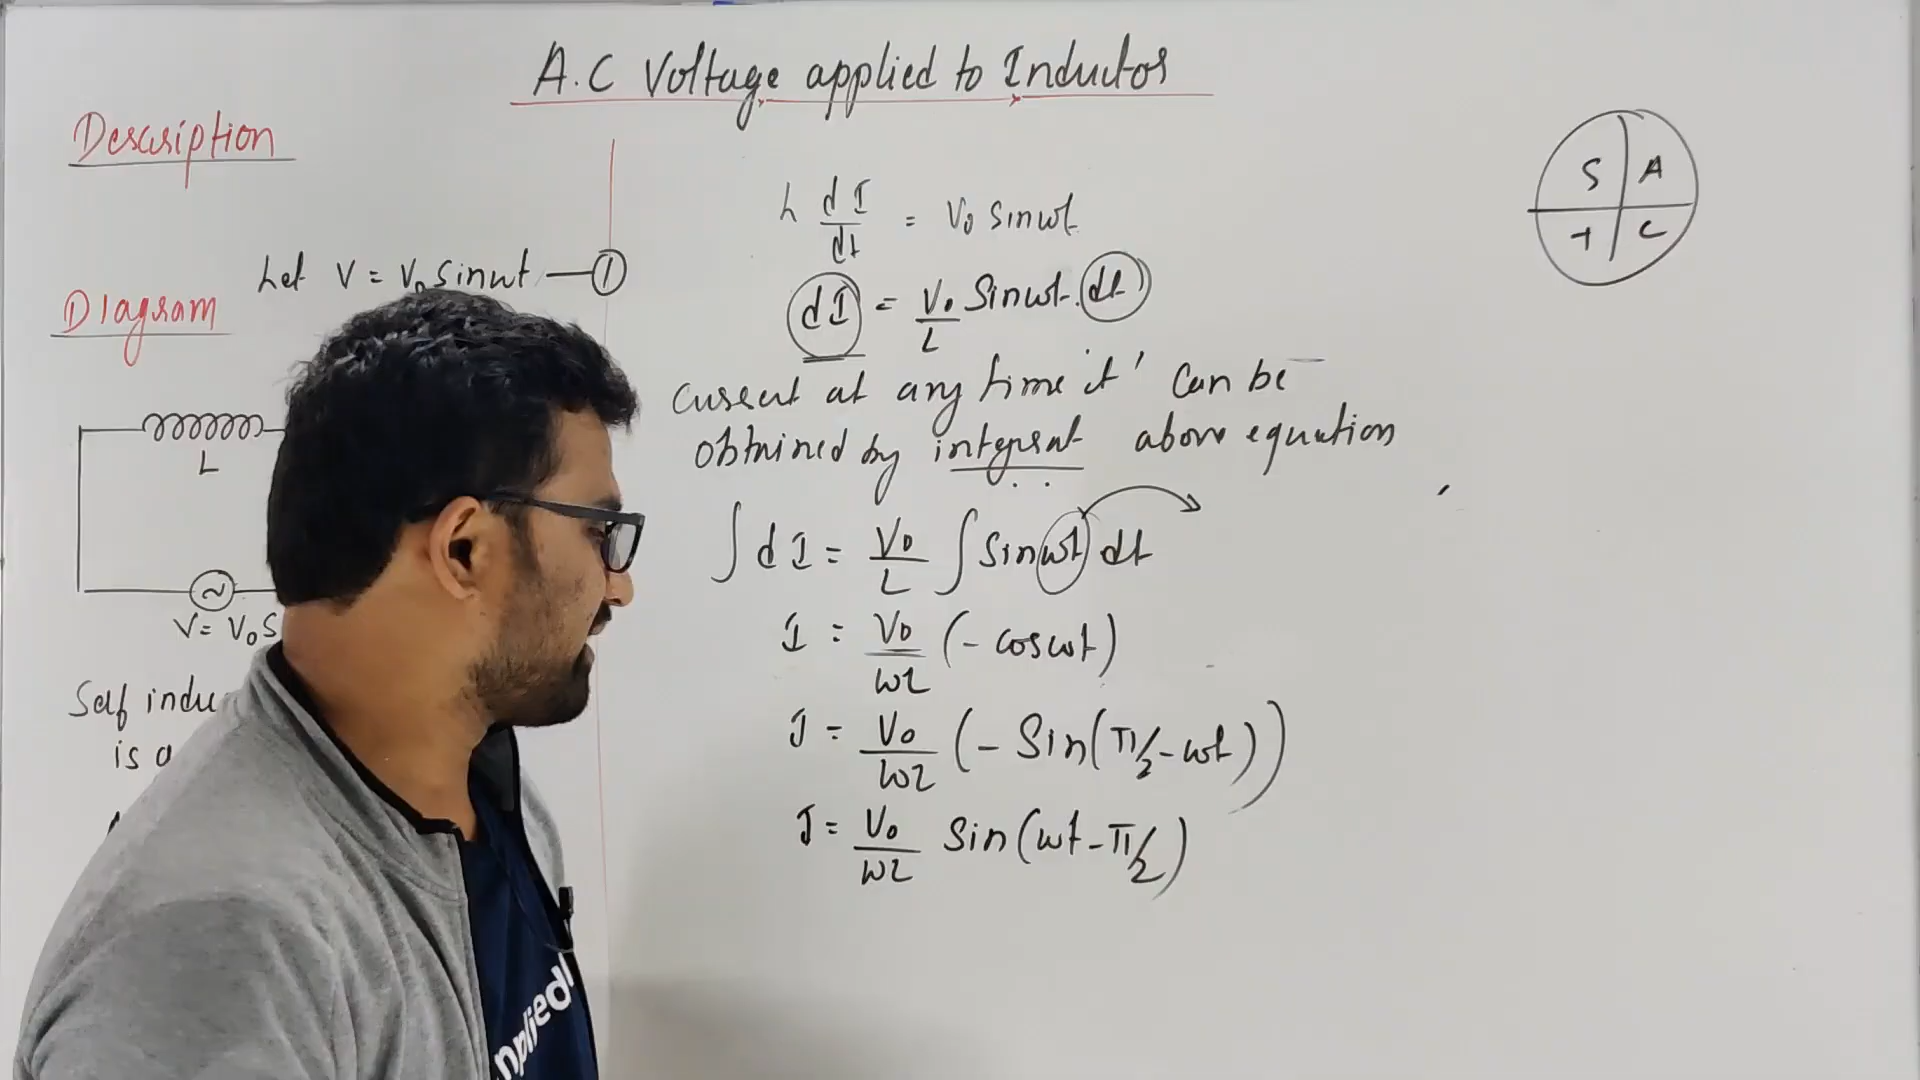 A.C Voltage applied to Inductor
Description
Let V = V₀ sinωt — ①
Diagram
L
~
V = V₀ S
Self indu
is a
L dI/dt = V₀ sinωt
dI = V₀/L Sinωt. dt
current at any time 't' can be
obtained by integrat above equation
∫ dI = V₀/L ∫ sinωt dt
I = V₀/ωL (- cosωt)
I = V₀/ωL (- Sin(π/2 - ωt))
I = V₀/ωL Sin(ωt - π/2)
S A
T C